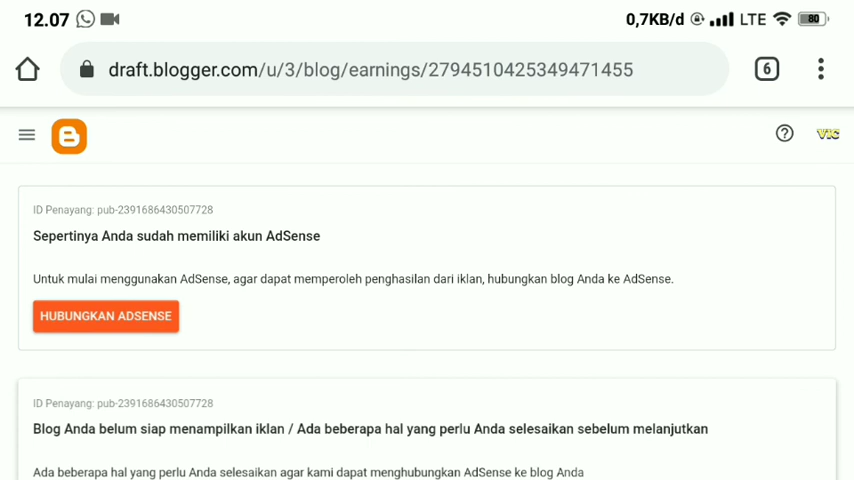 12.07
0,7KB/d LTE 80
draft.blogger.com/u/3/blog/earnings/2794510425349471455
6
VIC
ID Penayang: pub-2391686430507728
Sepertinya Anda sudah memiliki akun AdSense
Untuk mulai menggunakan AdSense, agar dapat memperoleh penghasilan dari iklan, hubungkan blog Anda ke AdSense.
HUBUNGKAN ADSENSE
ID Penayang: pub-2391686430507728
Blog Anda belum siap menampilkan iklan / Ada beberapa hal yang perlu Anda selesaikan sebelum melanjutkan
Ada beberapa hal yang perlu Anda selesaikan agar kami dapat menghubungkan AdSense ke blog Anda